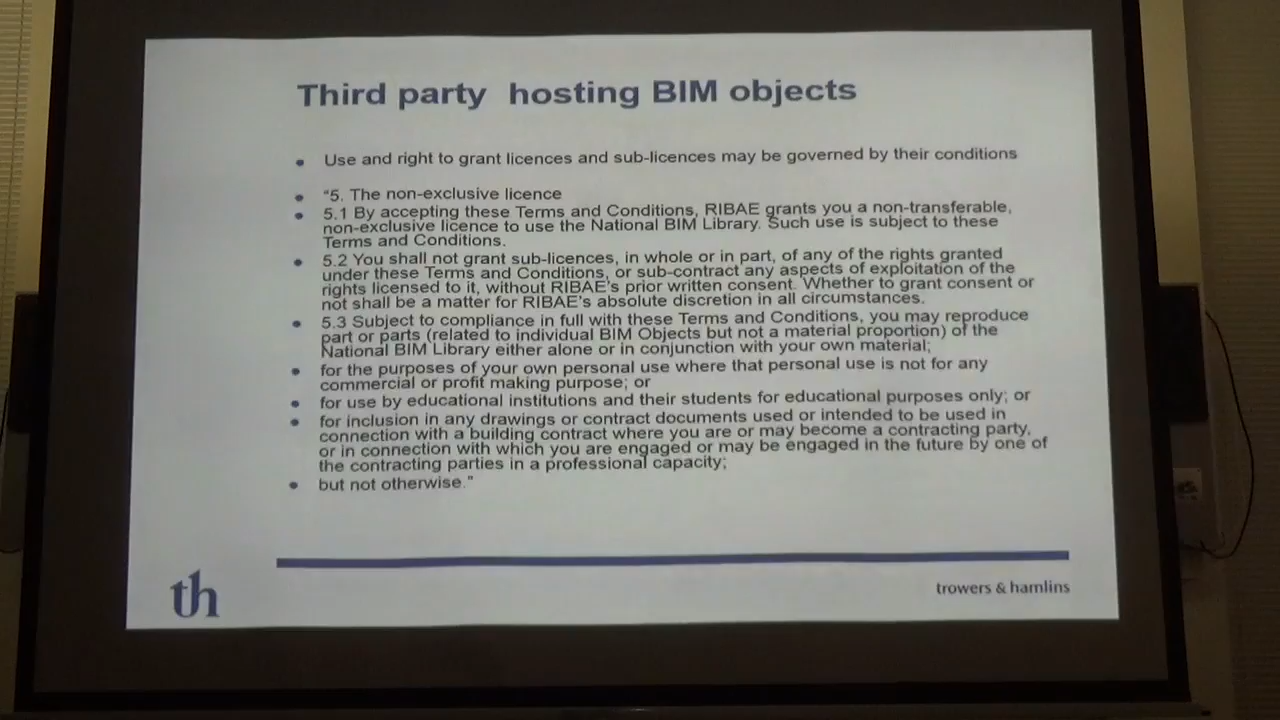 Third party hosting BIM objects
• Use and right to grant licences and sub-licences may be governed by their conditions
• “5. The non-exclusive licence
• 5.1 By accepting these Terms and Conditions, RIBAE grants you a non-transferable,
non-exclusive licence to use the National BIM Library. Such use is subject to these
Terms and Conditions.
• 5.2 You shall not grant sub-licences, in whole or in part, of any of the rights granted
under these Terms and Conditions, or sub-contract any aspects of exploitation of the
rights licensed to it, without RIBAE's prior written consent. Whether to grant consent or
not shall be a matter for RIBAE's absolute discretion in all circumstances.
• 5.3 Subject to compliance in full with these Terms and Conditions, you may reproduce
part or parts (related to individual BIM Objects but not a material proportion) of the
National BIM Library either alone or in conjunction with your own material;
• for the purposes of your own personal use where that personal use is not for any
commercial or profit making purpose; or
• for use by educational institutions and their students for educational purposes only; or
• for inclusion in any drawings or contract documents used or intended to be used in
connection with a building contract where you are or may become a contracting party,
or in connection with which you are engaged or may be engaged in the future by one of
the contracting parties in a professional capacity;
• but not otherwise.”
th
trowers & hamlins